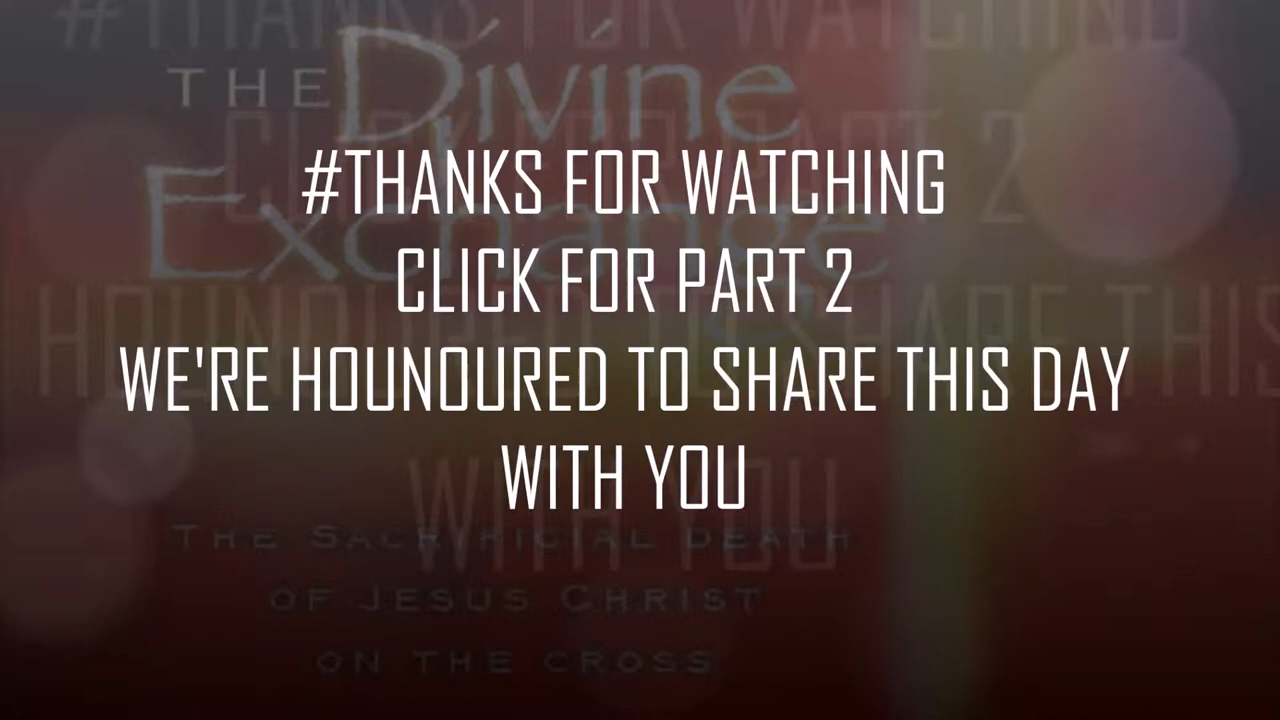 THE Divine
Exchange
#THANKS FOR WATCHING
CLICK FOR PART 2
WE'RE HOUNOURED TO SHARE THIS DAY
WITH YOU
THE SACRIFICIAL DEATH
OF JESUS CHRIST
ON THE CROSS